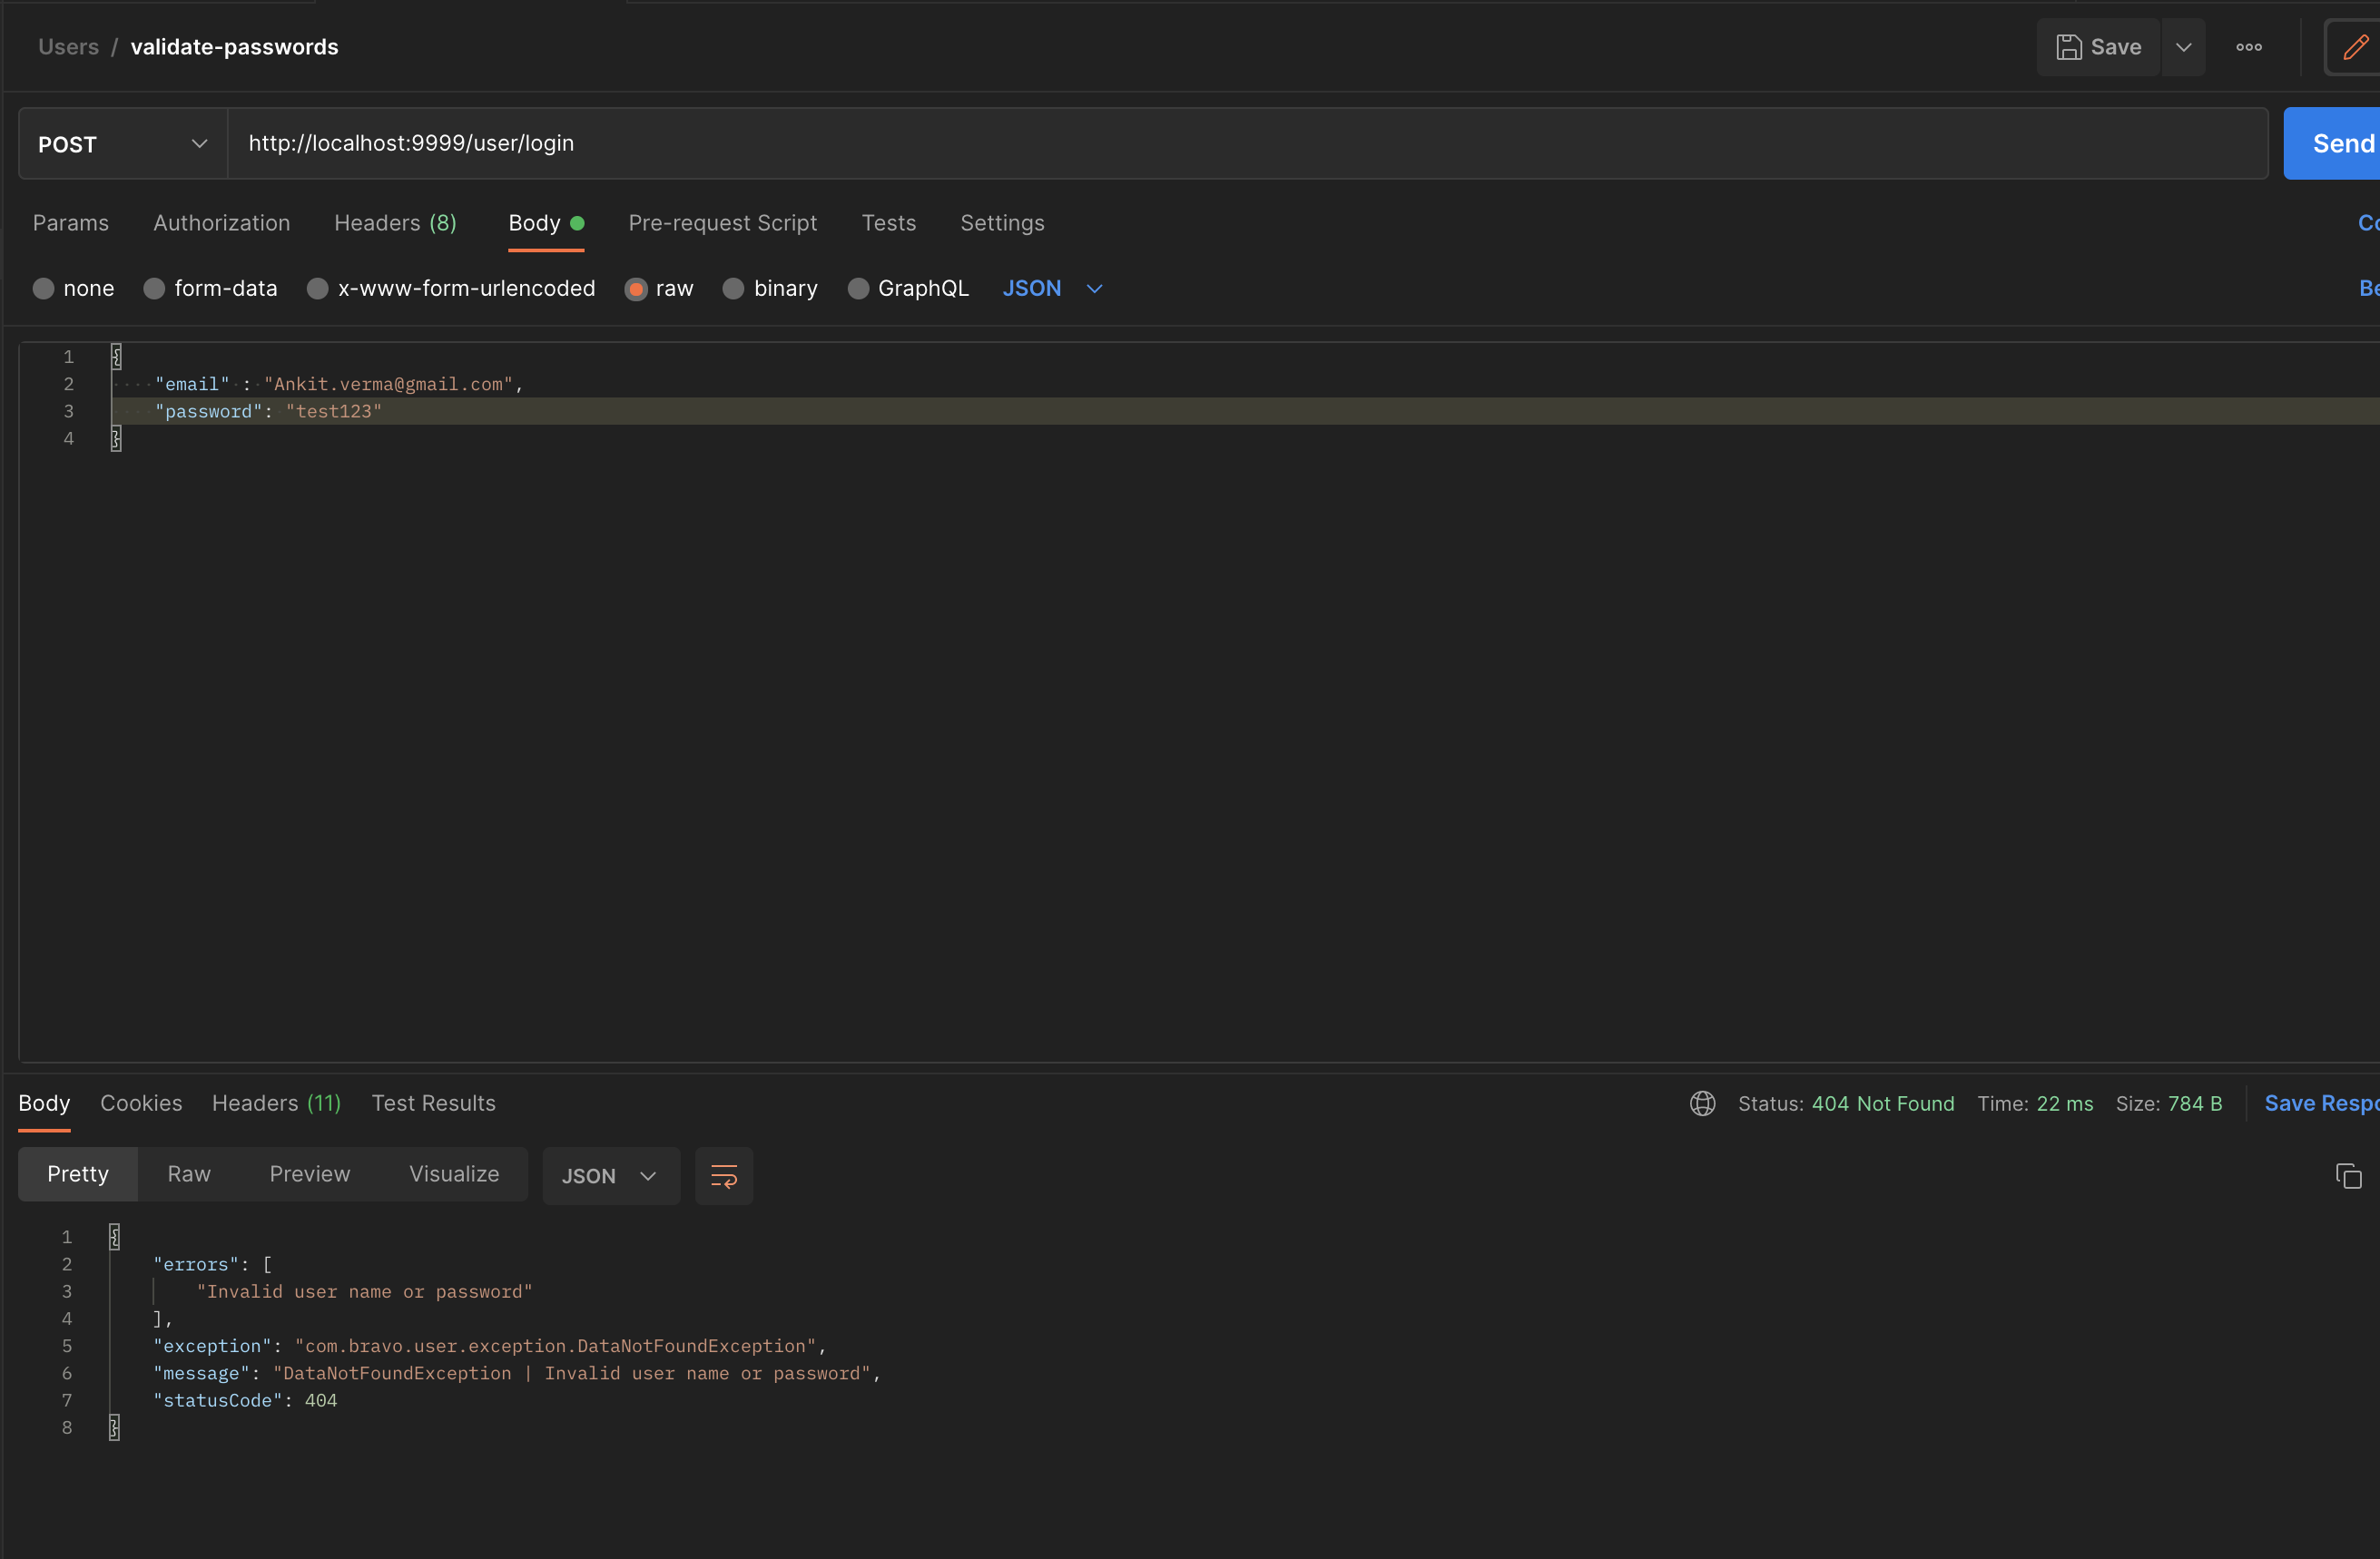 Users / validate-passwords
Save
POST http://localhost:9999/user/login Send
Params Authorization Headers (8) Body Pre-request Script Tests Settings
none form-data x-www-form-urlencoded raw binary GraphQL JSON
1 {
2 "email" : "Ankit.verma@gmail.com",
3 "password": "test123"
4 }
Body Cookies Headers (11) Test Results Status: 404 Not Found Time: 22 ms Size: 784 B Save Respo
Pretty Raw Preview Visualize JSON
1 {
2 "errors": [
3 "Invalid user name or password"
4 ],
5 "exception": "com.bravo.user.exception.DataNotFoundException",
6 "message": "DataNotFoundException | Invalid user name or password",
7 "statusCode": 404
8 }